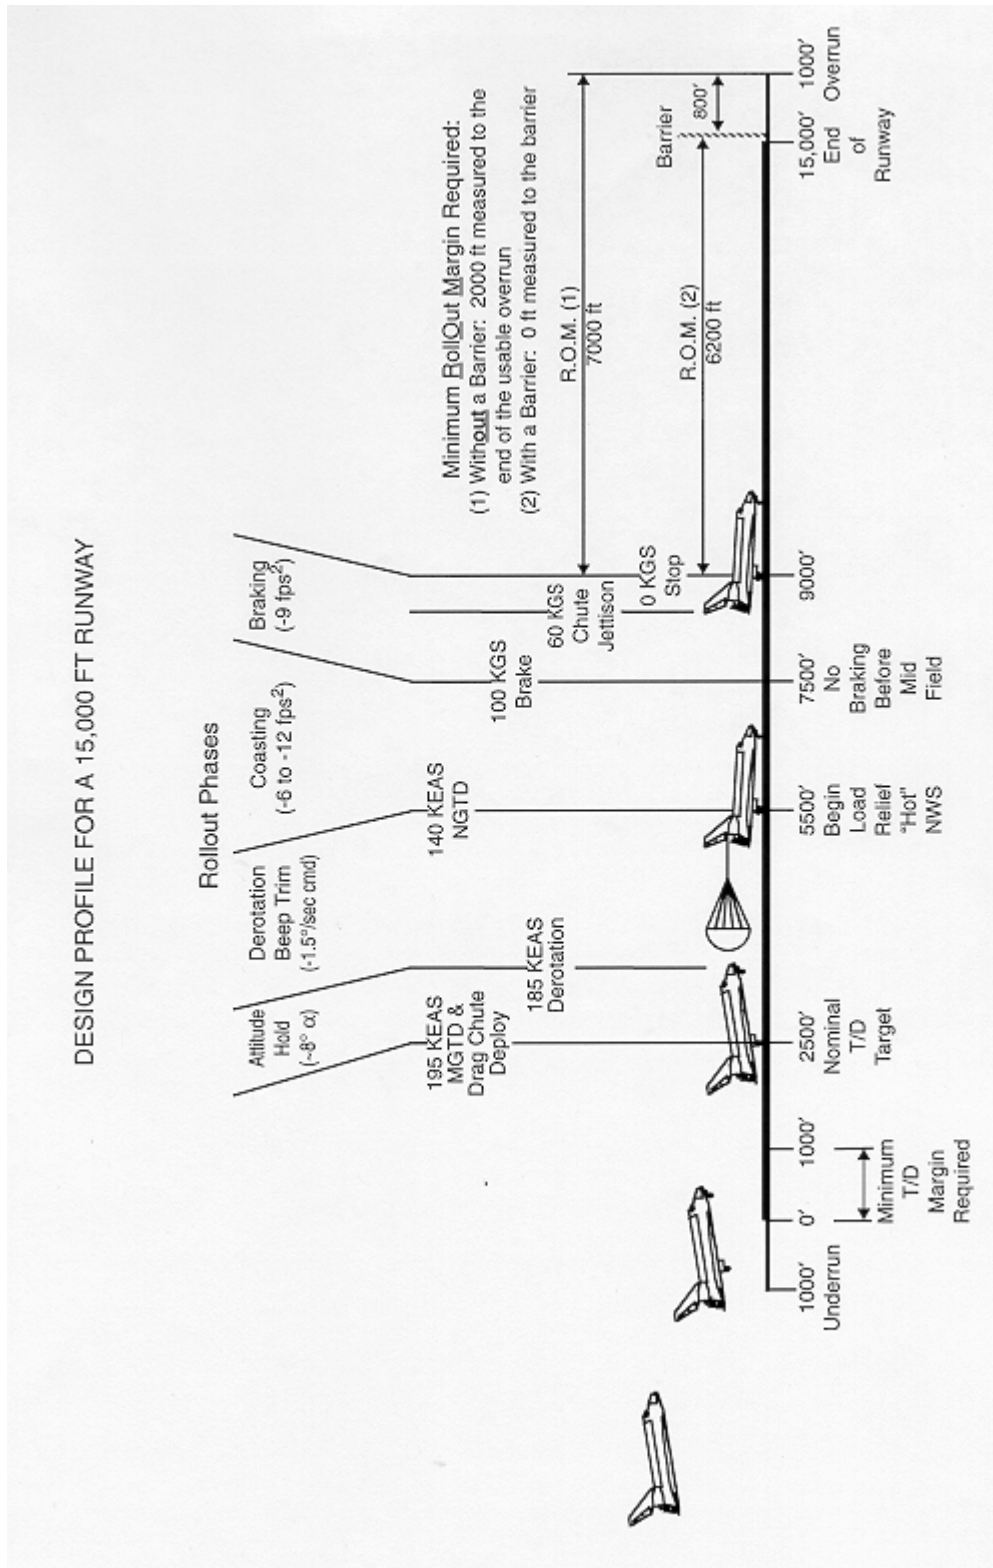 DESIGN PROFILE FOR A 15,000 FT RUNWAY
Rollout Phases
Attitude
Hold
(~8° α)
Derotation
Beep Trim
(-1.5°/sec cmd)
Coasting
(-6 to -12 fps²)
Braking
(-9 fps²)
195 KEAS
MGTD &
Drag Chute
Deploy
185 KEAS
Derotation
140 KEAS
NGTD
100 KGS
Brake
60 KGS
Chute
Jettison
0 KGS
Stop
Minimum RollOut Margin Required:
(1) Without a Barrier: 2000 ft measured to the
end of the usable overrun
(2) With a Barrier: 0 ft measured to the barrier
R.O.M. (1)
7000 ft
R.O.M. (2)
6200 ft
Barrier
800'
1000'
Underrun
0'
1000'
Minimum
T/D
Margin
Required
2500'
Nominal
T/D
Target
5500'
Begin
Load
Relief
"Hot"
NWS
7500'
No
Braking
Before
Mid
Field
9000'
15,000'
End
of
Runway
1000'
Overrun